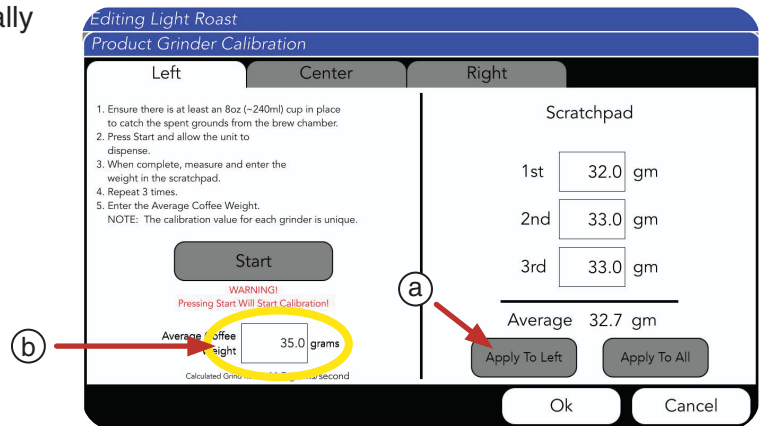 ally
Editing Light Roast
Product Grinder Calibration
Left
Center
Right
1. Ensure there is at least an 8oz (~240ml) cup in place
to catch the spent grounds from the brew chamber.
2. Press Start and allow the unit to
dispense.
3. When complete, measure and enter the
weight in the scratchpad.
4. Repeat 3 times.
5. Enter the Average Coffee Weight.
NOTE: The calibration value for each grinder is unique.
Start
WARNING!
Pressing Start Will Start Calibration!
Average Coffee
Weight
35.0 grams
Calculated Grind
/second
b
Scratchpad
1st 32.0 gm
2nd 33.0 gm
3rd 33.0 gm
a
Average 32.7 gm
Apply To Left
Apply To All
Ok
Cancel